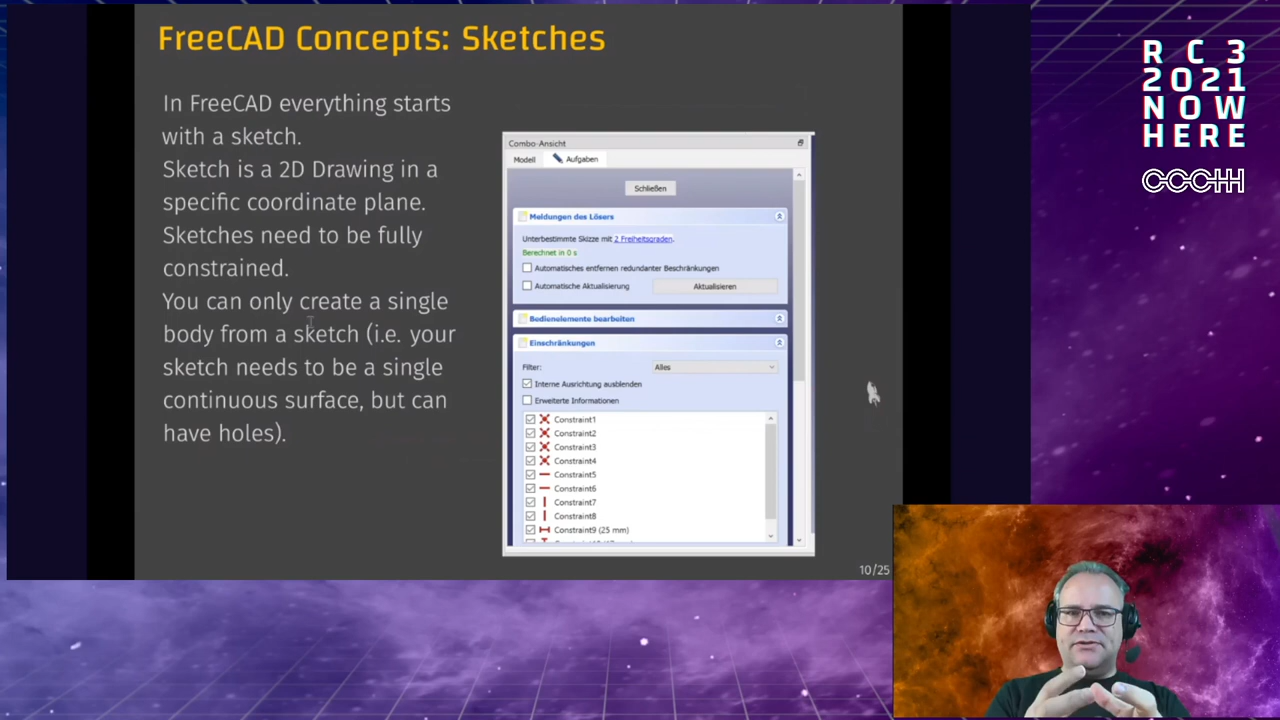 FreeCAD Concepts: Sketches
In FreeCAD everything starts
with a sketch.
Sketch is a 2D Drawing in a
specific coordinate plane.
Sketches need to be fully
constrained.
You can only create a single
body from a sketch (i.e. your
sketch needs to be a single
continuous surface, but can
have holes).
Combo-Ansicht
Modell
Aufgaben
Schließen
Meldungen des Lösers
Unterbestimmte Skizze mit 2 Freiheitsgraden.
Berechnet in 0 s
Automatisches entfernen redundanter Beschränkungen
Automatische Aktualisierung
Aktualisieren
Bedienelemente bearbeiten
Einschränkungen
Filter:
Alles
Interne Ausrichtung ausblenden
Erweiterte Informationen
Constraint1
Constraint2
Constraint3
Constraint4
Constraint5
Constraint6
Constraint7
Constraint8
Constraint9 (25 mm)
10/25
RC3
2021
NOW
HERE
CCCHH